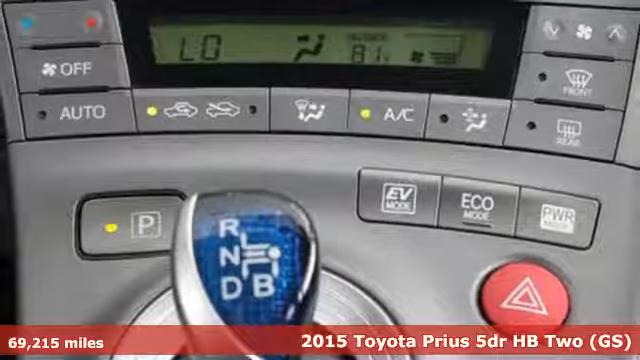 LO
81
OFF
AUTO
A/C
FRONT
REAR
EV
MODE
ECO
MODE
PWR
MODE
P
R
N
D B
69,215 miles
2015 Toyota Prius 5dr HB Two (GS)